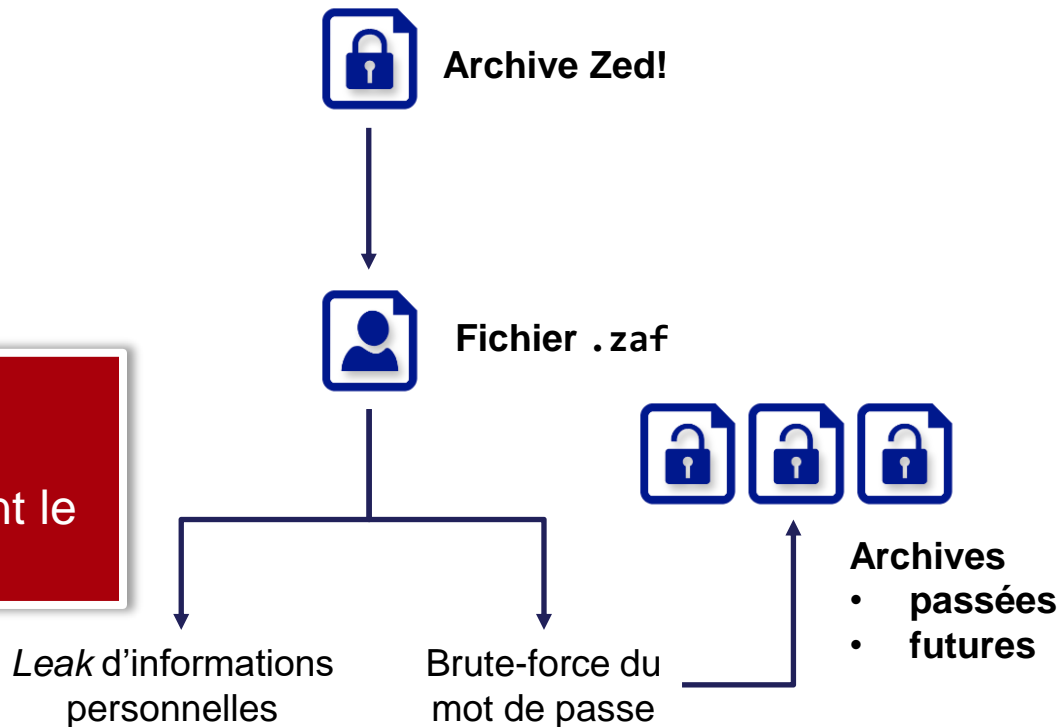 Archive Zed!
Fichier .zaf
nt le
Archives
• passées
• futures
Leak d’informations
personnelles
Brute-force du
mot de passe